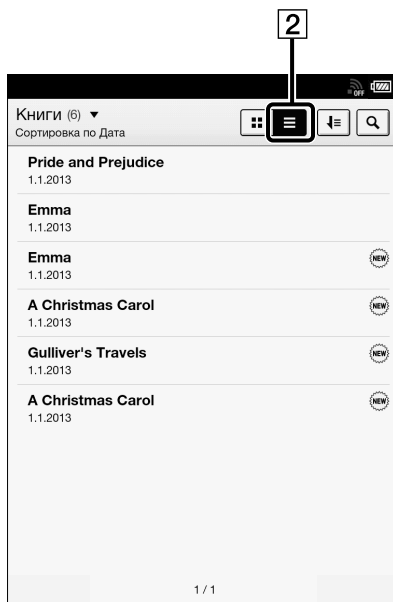 2
OFF
Книги (6)
Сортировка по Дата
Pride and Prejudice
1.1.2013
Emma
1.1.2013
Emma
NEW
1.1.2013
A Christmas Carol
NEW
1.1.2013
Gulliver's Travels
NEW
1.1.2013
A Christmas Carol
NEW
1.1.2013
1 / 1